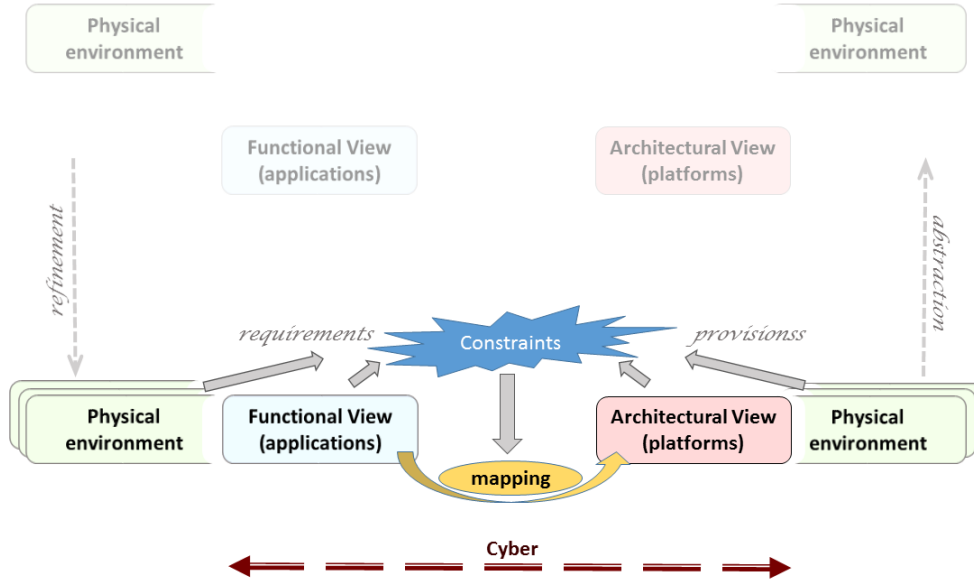 Physical
environment
Physical
environment
Functional View
(applications)
Architectural View
(platforms)
refinement
abstraction
requirements
Constraints
provisionss
Physical
environment
Functional View
(applications)
Architectural View
(platforms)
Physical
environment
mapping
Cyber